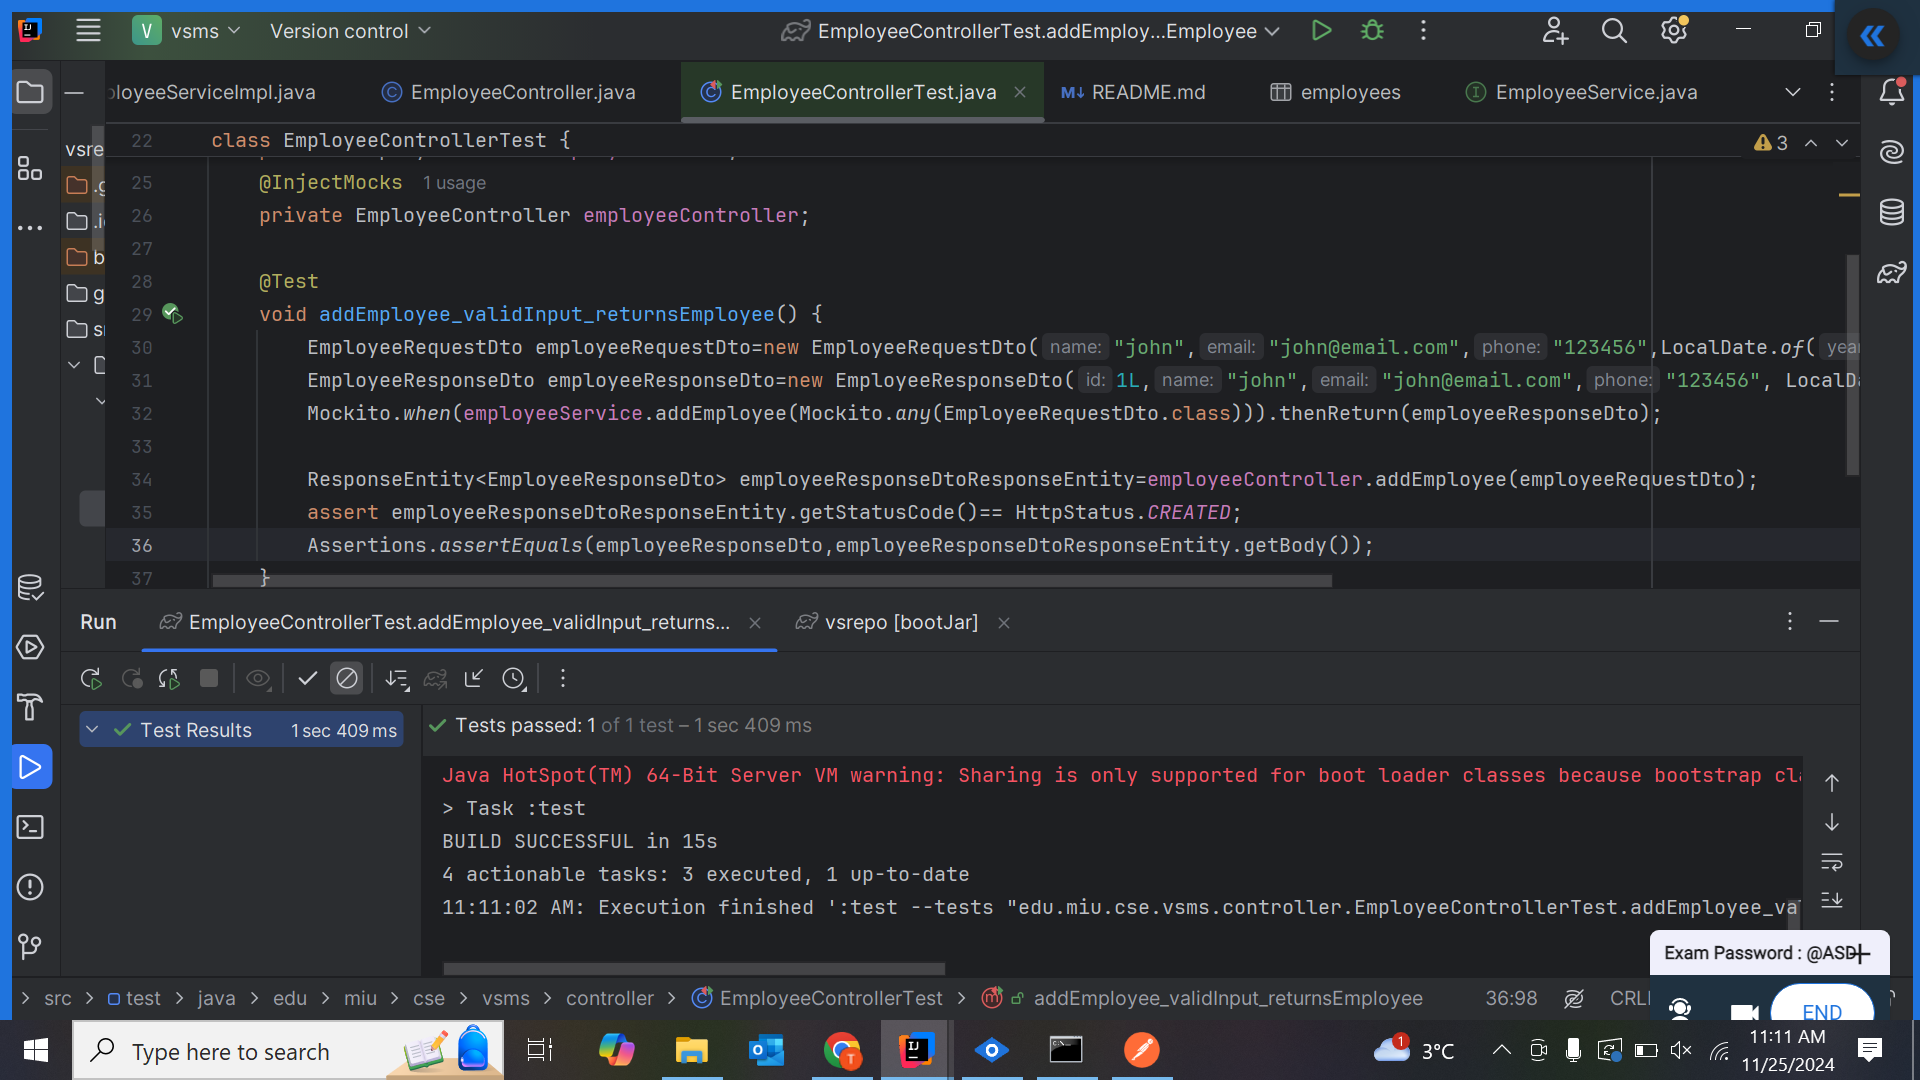 V vsms Version control EmployeeControllerTest.addEmploy...Employee
oyeeServiceImpl.java EmployeeController.java EmployeeControllerTest.java M↓ README.md employees EmployeeService.java
22 class EmployeeControllerTest { 3
vsre
25 @InjectMocks 1 usage
26 private EmployeeController employeeController;
27
28 @Test
29 void addEmployee_validInput_returnsEmployee() {
30 EmployeeRequestDto employeeRequestDto=new EmployeeRequestDto( name: "john", email: "john@email.com", phone: "123456",LocalDate.of( yea
31 EmployeeResponseDto employeeResponseDto=new EmployeeResponseDto( id: 1L, name: "john", email: "john@email.com", phone: "123456", LocalDa
32 Mockito.when(employeeService.addEmployee(Mockito.any(EmployeeRequestDto.class))).thenReturn(employeeResponseDto);
33
34 ResponseEntity<EmployeeResponseDto> employeeResponseDtoResponseEntity=employeeController.addEmployee(employeeRequestDto);
35 assert employeeResponseDtoResponseEntity.getStatusCode()== HttpStatus.CREATED;
36 Assertions.assertEquals(employeeResponseDto,employeeResponseDtoResponseEntity.getBody());
37 }
Run EmployeeControllerTest.addEmployee_validInput_returns... vsrepo [bootJar]
Test Results 1 sec 409 ms
Tests passed: 1 of 1 test – 1 sec 409 ms
Java HotSpot(TM) 64-Bit Server VM warning: Sharing is only supported for boot loader classes because bootstrap cla
> Task :test
BUILD SUCCESSFUL in 15s
4 actionable tasks: 3 executed, 1 up-to-date
11:11:02 AM: Execution finished ':test --tests "edu.miu.cse.vsms.controller.EmployeeControllerTest.addEmployee_va
Exam Password : @ASD
src > test > java > edu > miu > cse > vsms > controller > EmployeeControllerTest > addEmployee_validInput_returnsEmployee 36:98 CRL
END
Type here to search
1 3°C
11:11 AM
11/25/2024